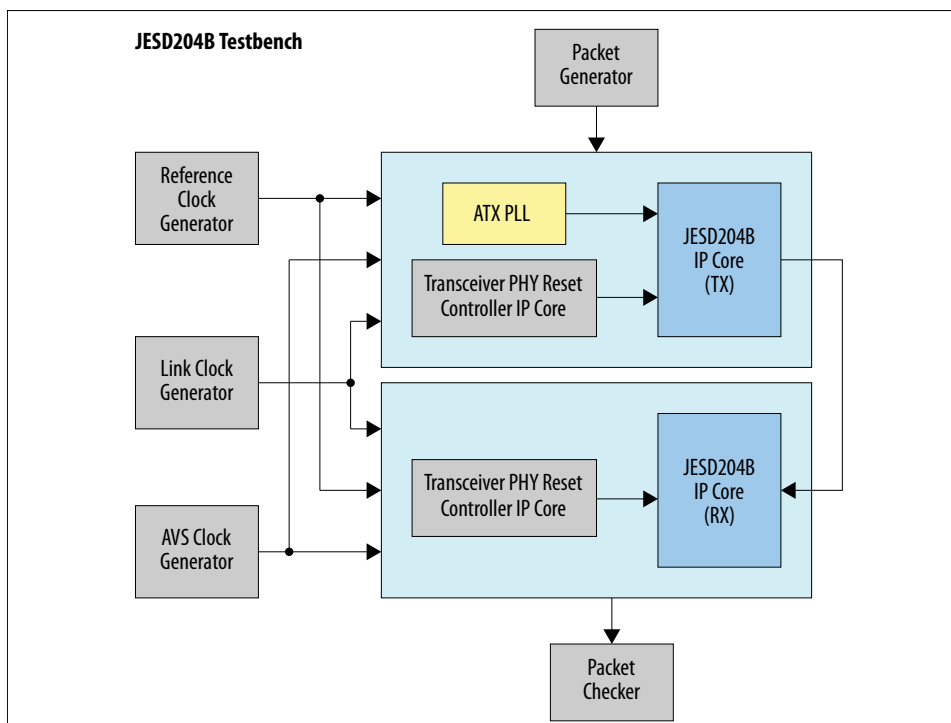 JESD204B Testbench
Packet
Generator
Reference
Clock
Generator
ATX PLL
JESD204B
IP Core
(TX)
Transceiver PHY Reset
Controller IP Core
Link Clock
Generator
Transceiver PHY Reset
Controller IP Core
JESD204B
IP Core
(RX)
AVS Clock
Generator
Packet
Checker